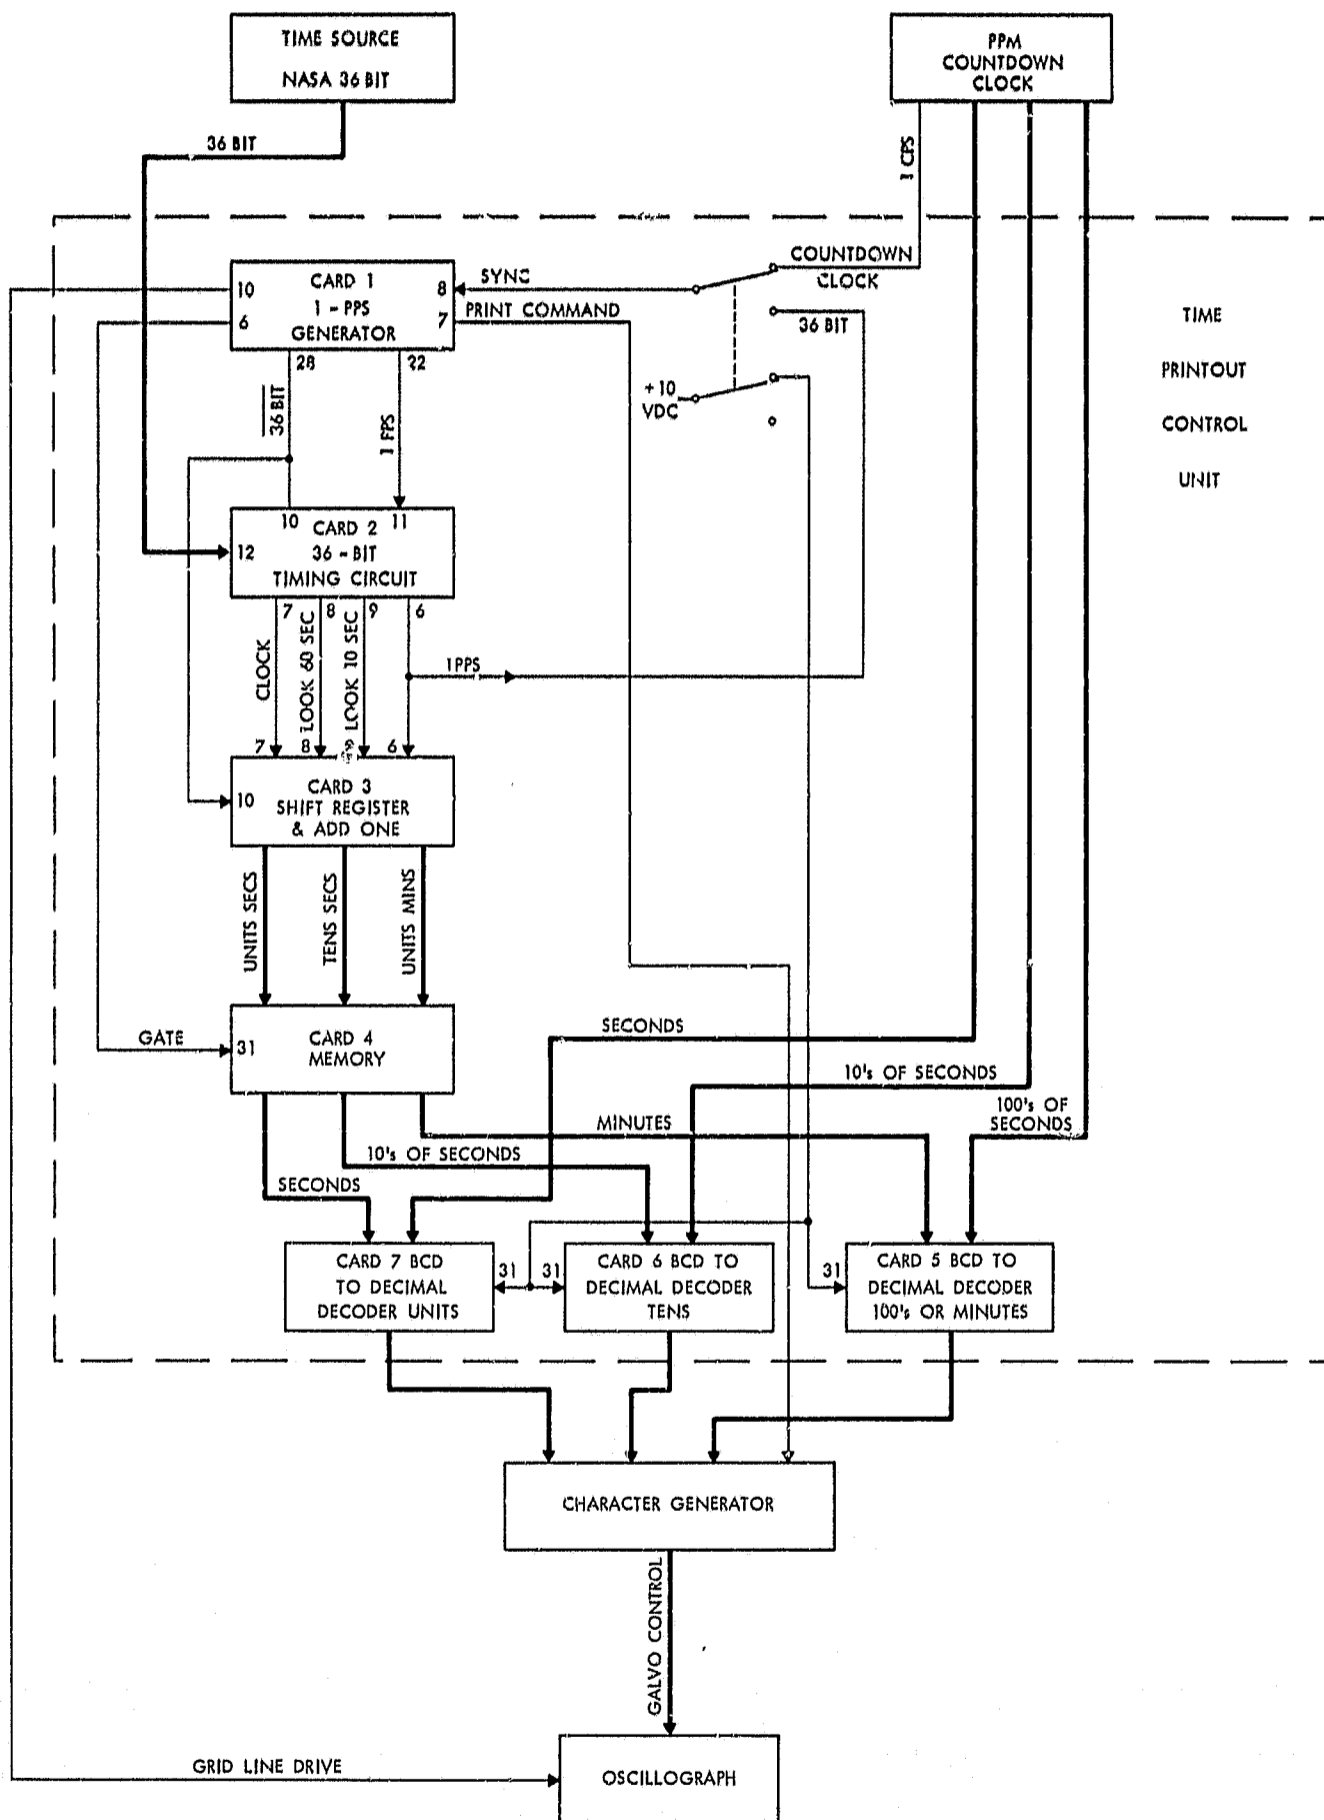 TIME SOURCE
NASA 36 BIT
PPM
COUNTDOWN
CLOCK
36 BIT
1 CPS
COUNTDOWN
CLOCK
SYNC
CARD 1
1 - PPS
GENERATOR
10
6
8
7
PRINT COMMAND
36 BIT
28
22
36 BIT
1 PPS
+10
VDC
TIME
PRINTOUT
CONTROL
UNIT
10
11
12
CARD 2
36 - BIT
TIMING CIRCUIT
7
8
9
6
CLOCK
LOOK 60 SEC
LOOK 10 SEC
1PPS
7
8
9
6
10
CARD 3
SHIFT REGISTER
& ADD ONE
UNITS SECS
TENS SECS
UNITS MINS
GATE
31
CARD 4
MEMORY
SECONDS
10's OF SECONDS
100's OF
SECONDS
MINUTES
10's OF SECONDS
SECONDS
CARD 7 BCD
TO DECIMAL
DECODER UNITS
31
31
CARD 6 BCD TO
DECIMAL DECODER
TENS
31
CARD 5 BCD TO
DECIMAL DECODER
100's OR MINUTES
CHARACTER GENERATOR
GALVO CONTROL
GRID LINE DRIVE
OSCILLOGRAPH